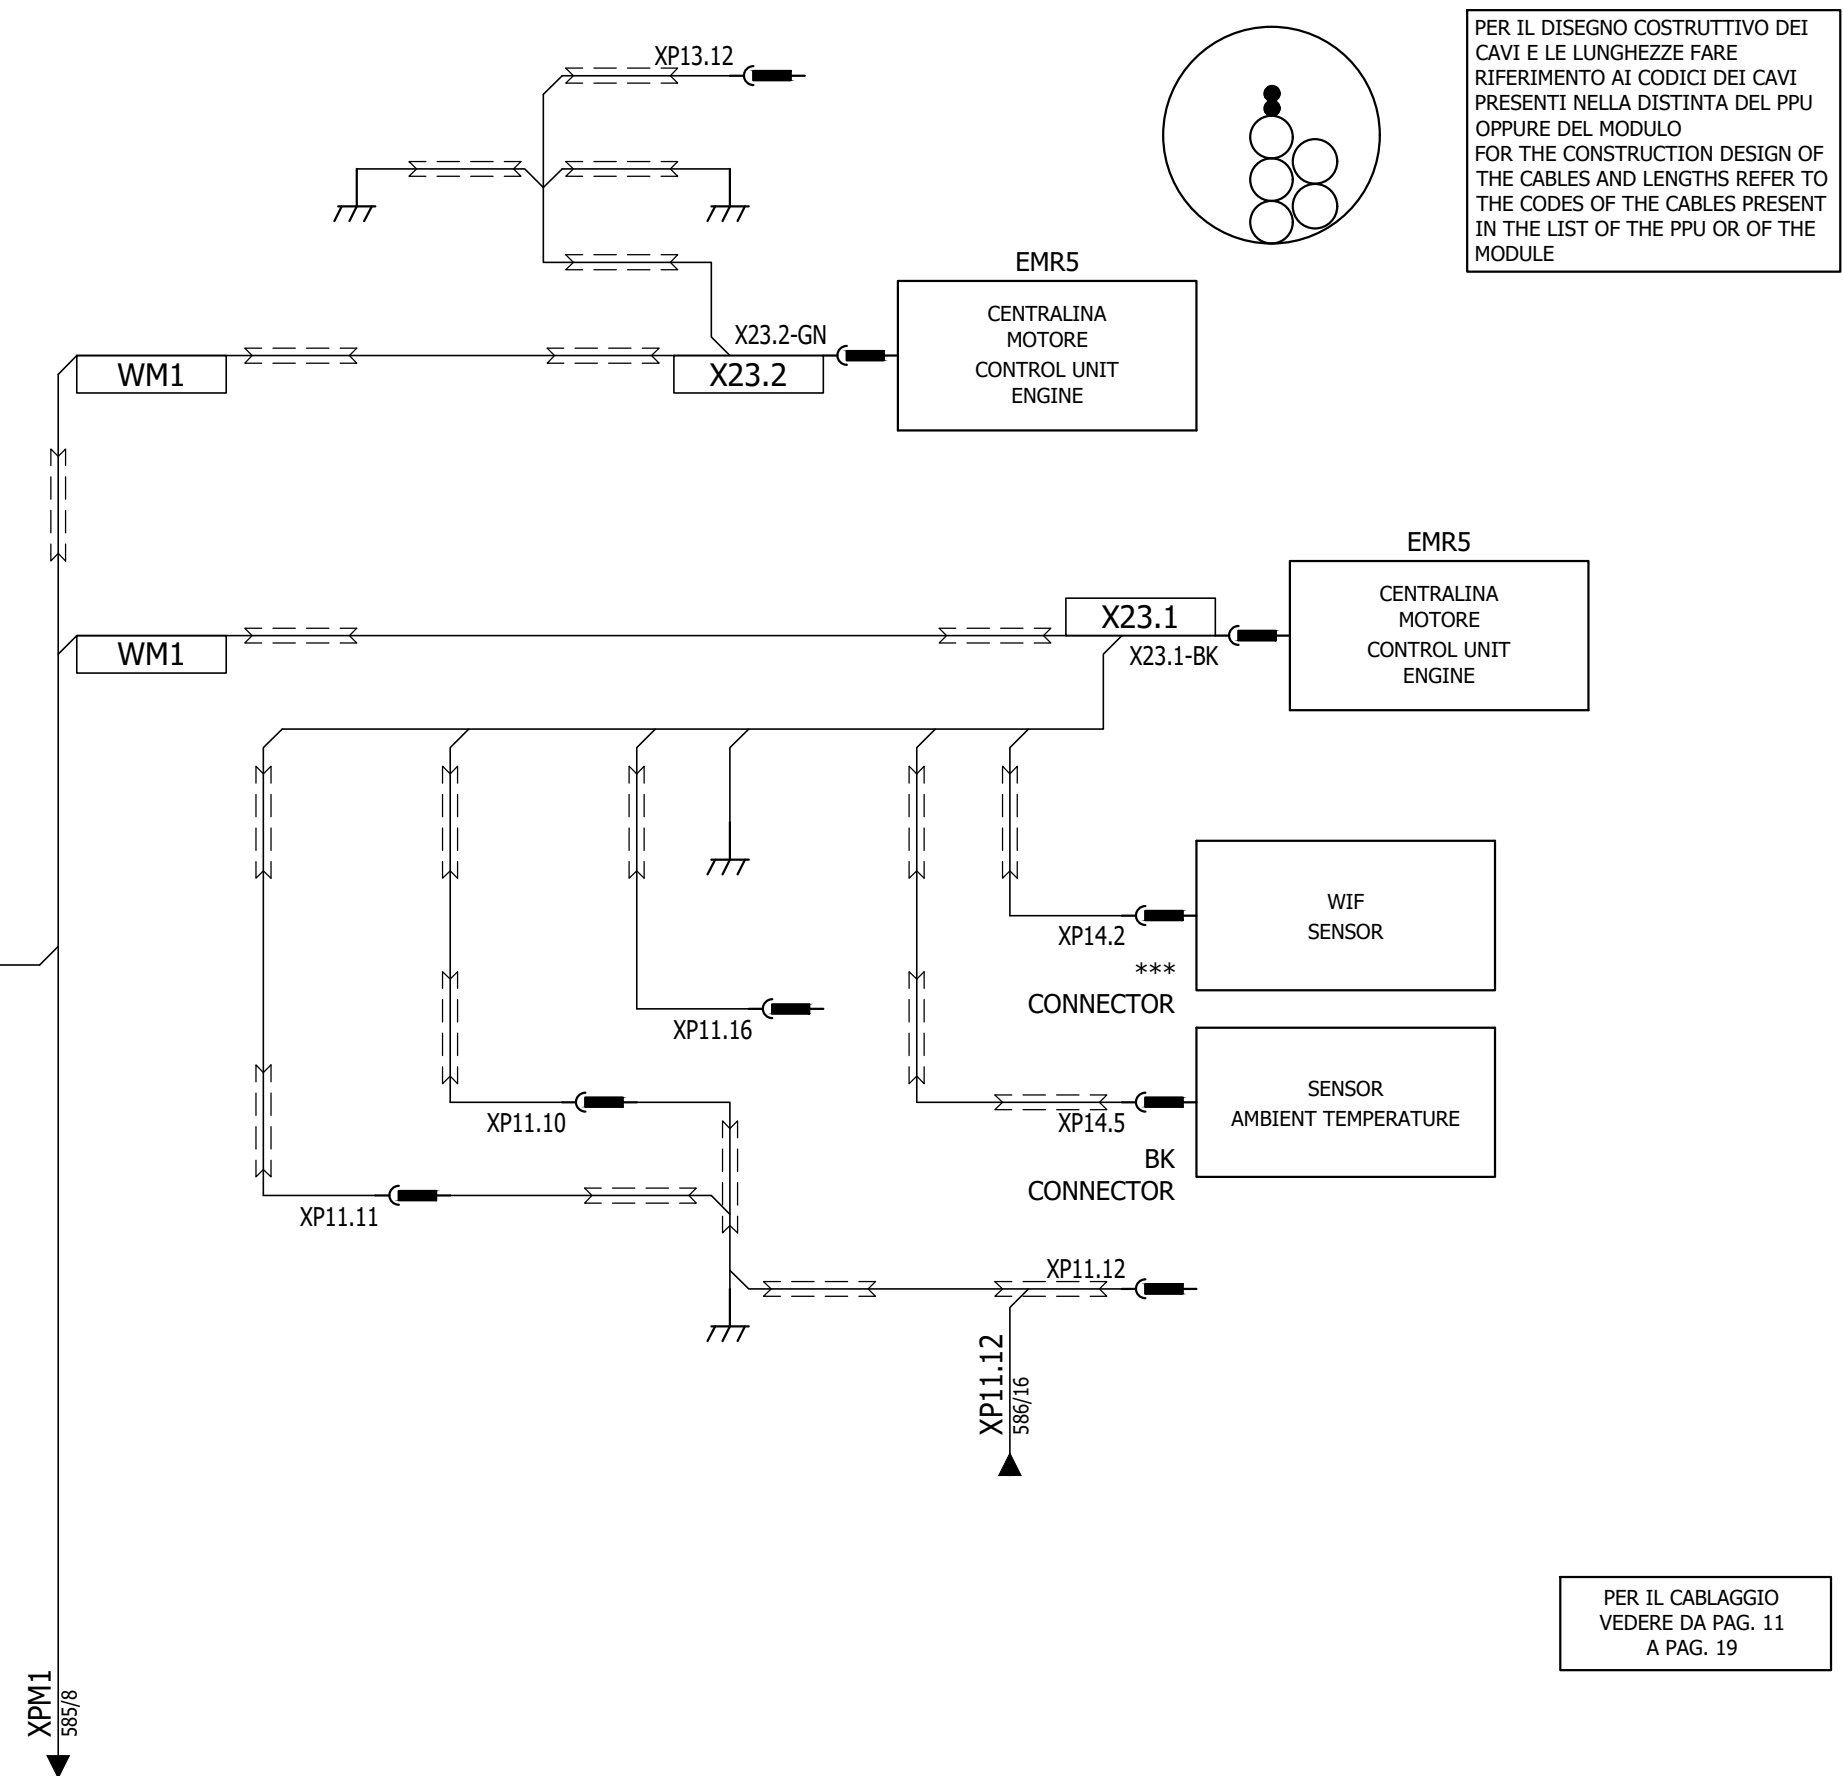 XP13.12
PER IL DISEGNO COSTRUTTIVO DEI
CAVI E LE LUNGHEZZE FARE
RIFERIMENTO AI CODICI DEI CAVI
PRESENTI NELLA DISTINTA DEL PPU
OPPURE DEL MODULO
FOR THE CONSTRUCTION DESIGN OF
THE CABLES AND LENGTHS REFER TO
THE CODES OF THE CABLES PRESENT
IN THE LIST OF THE PPU OR OF THE
MODULE
EMR5
CENTRALINA
MOTORE
CONTROL UNIT
ENGINE
X23.2-GN
WM1
X23.2
EMR5
CENTRALINA
MOTORE
CONTROL UNIT
ENGINE
X23.1
X23.1-BK
WM1
WIF
SENSOR
XP14.2
***
CONNECTOR
XP11.16
SENSOR
AMBIENT TEMPERATURE
XP11.10
XP14.5
BK
CONNECTOR
XP11.11
XP11.12
XP11.12
586/16
PER IL CABLAGGIO
VEDERE DA PAG. 11
A PAG. 19
XPM1
585/8